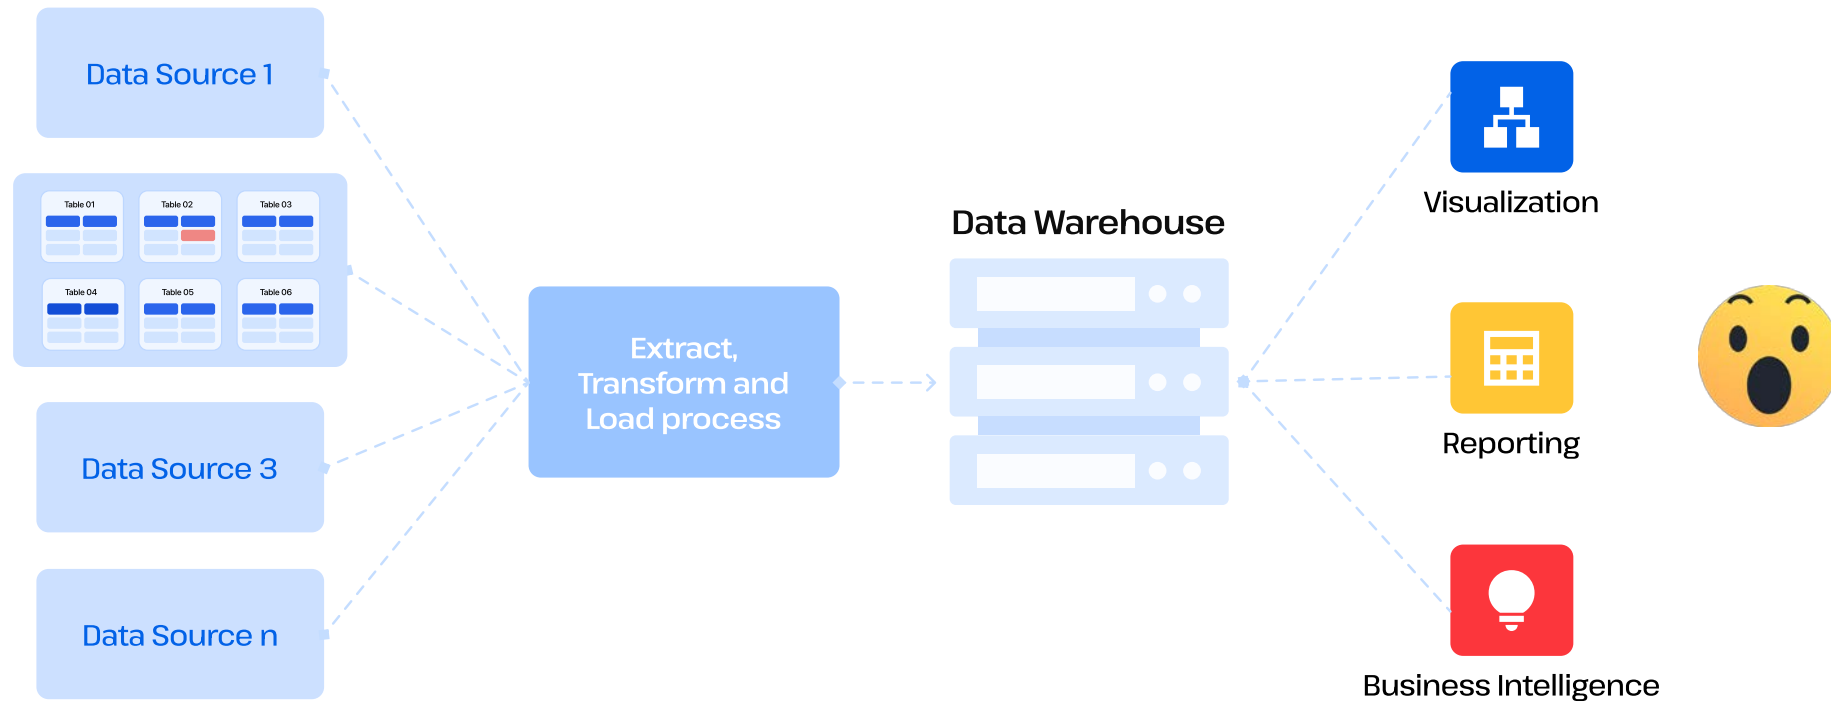 Data Source 1
Table 01
Table 02
Table 03
Table 04
Table 05
Table 06
Data Source 3
Data Source n
Extract,
Transform and
Load process
Data Warehouse
Visualization
Reporting
Business Intelligence